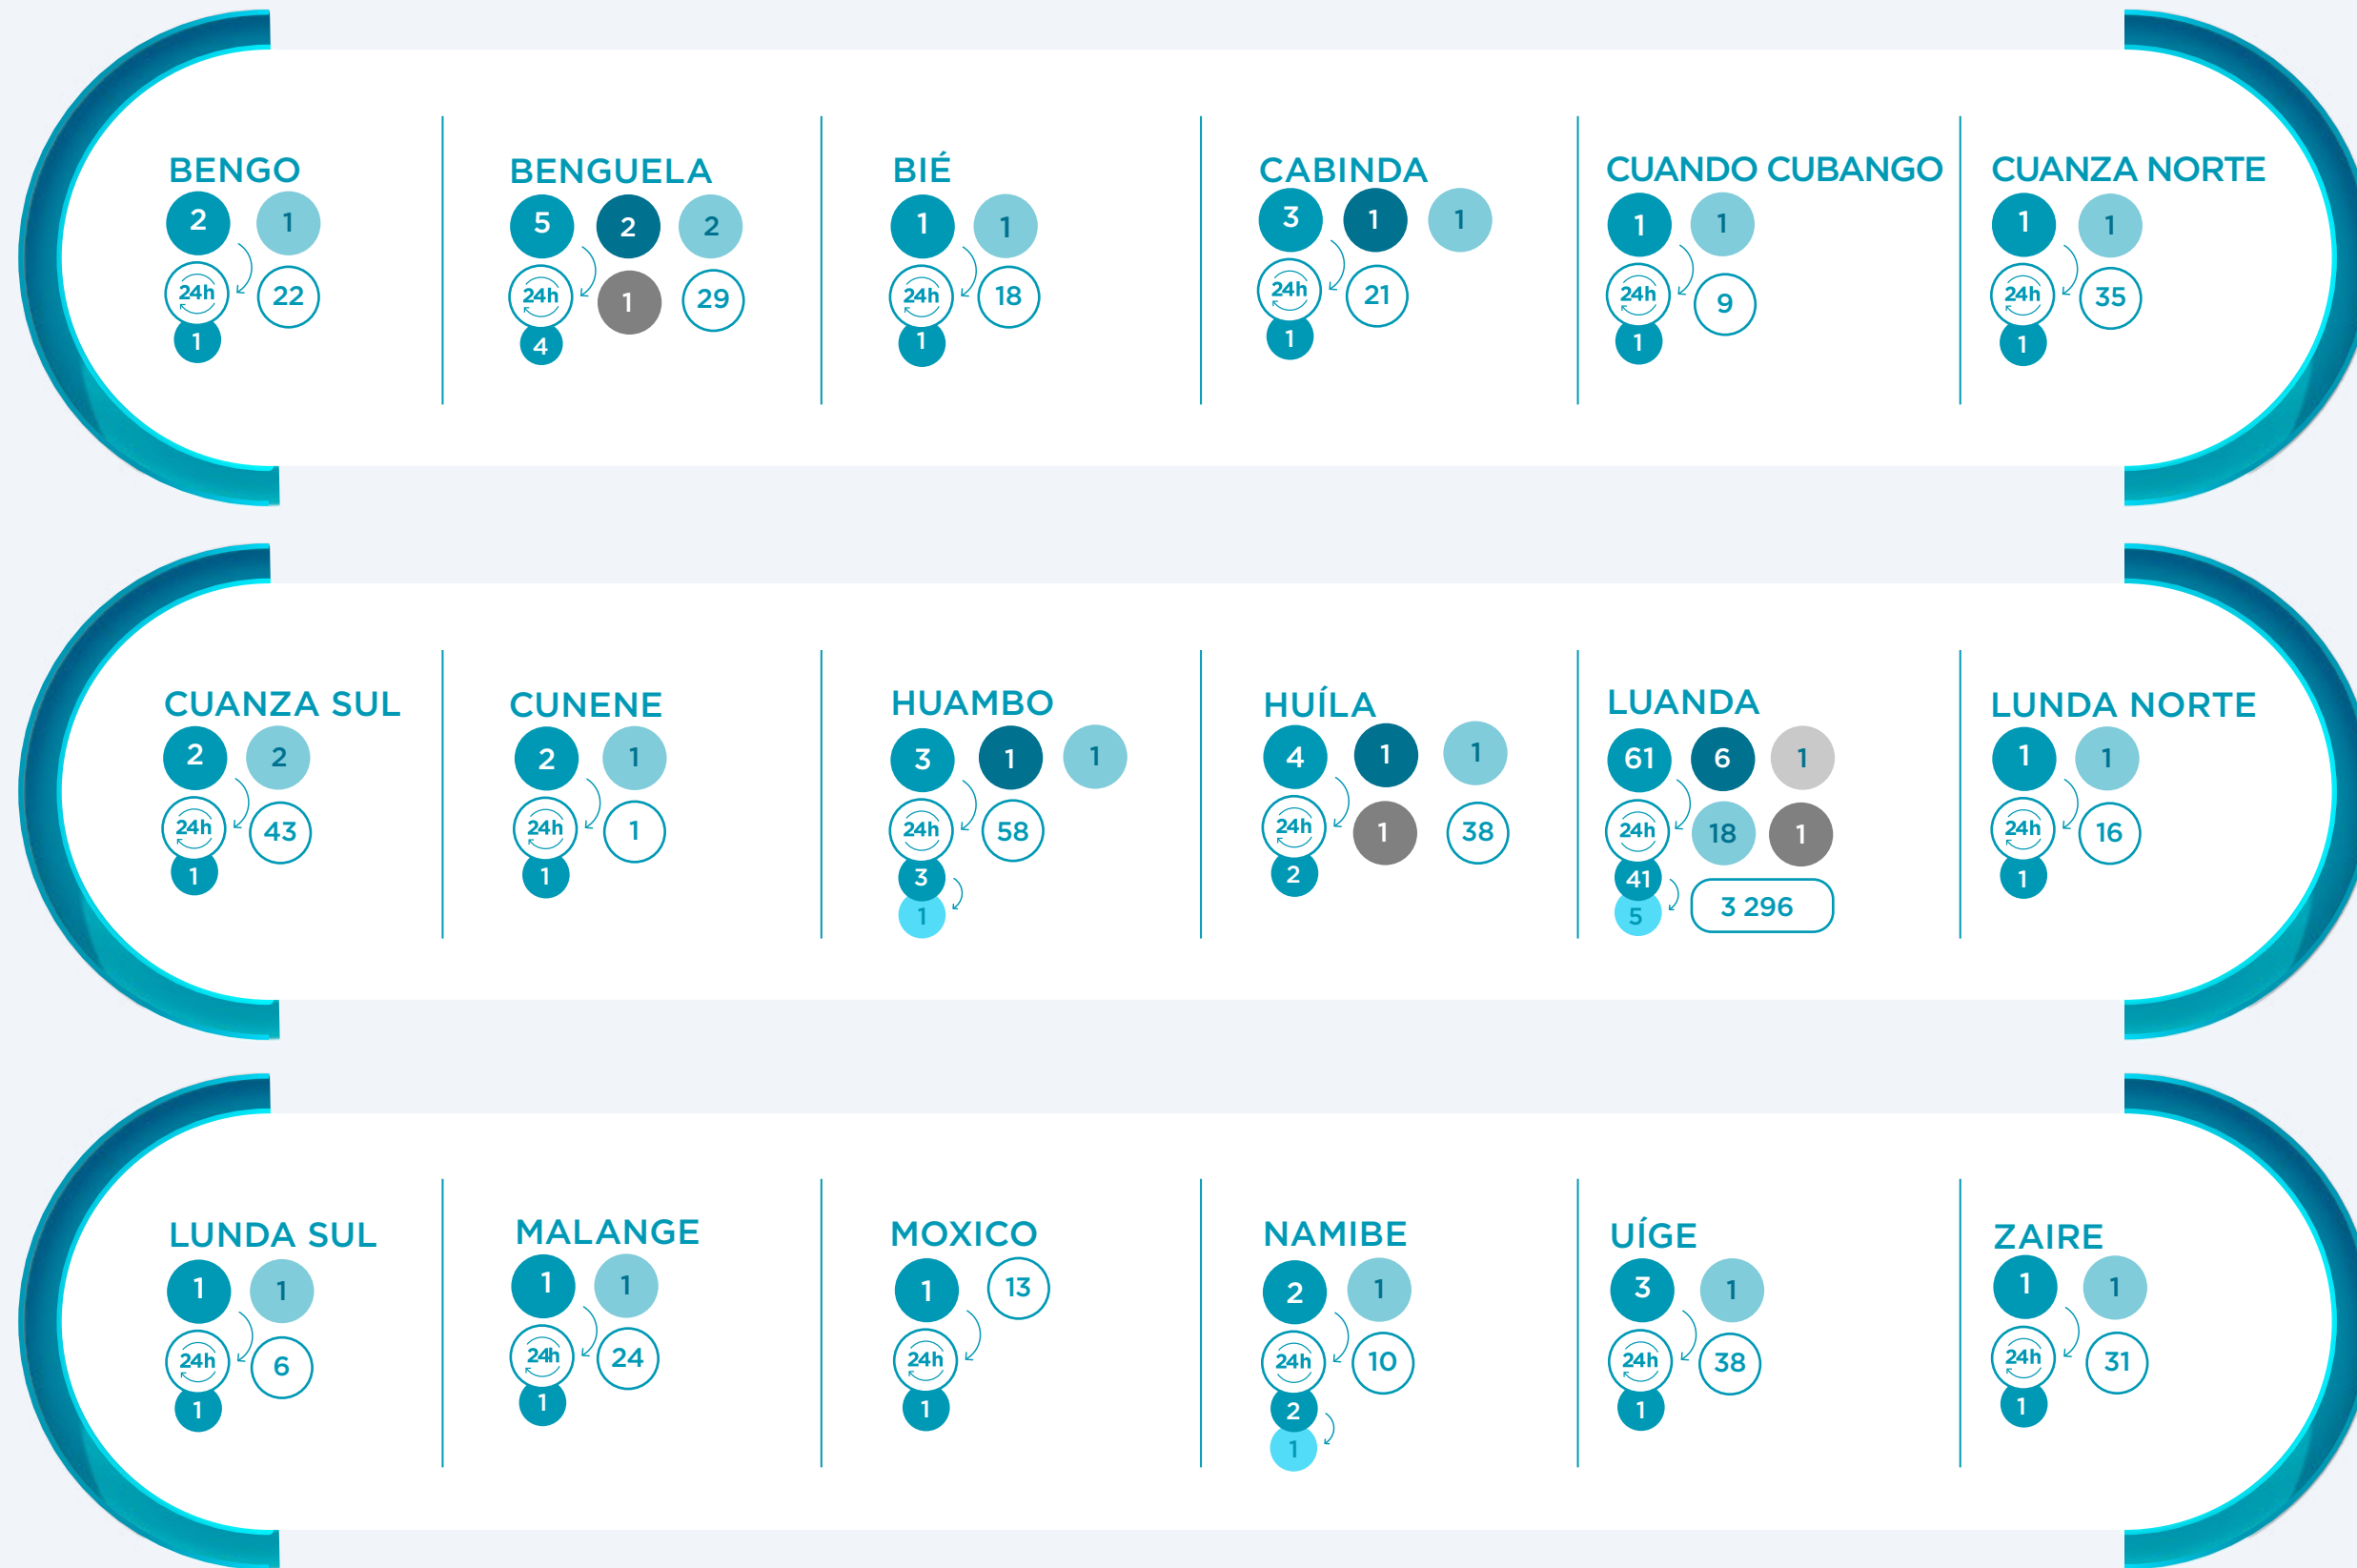 BENGO
2 1
24h 22
1
BENGUELA
5 2 2
24h 1 29
4
BIÉ
1 1
24h 18
1
CABINDA
3 1 1
24h 21
1
CUANDO CUBANGO
1 1
24h 9
1
CUANZA NORTE
1 1
24h 35
1
CUANZA SUL
2 2
24h 43
1
CUNENE
2 1
24h 1
1
HUAMBO
3 1 1
24h 58
3
1
HUÍLA
4 1 1
24h 1 38
2
LUANDA
61 6 1
24h 18 1
41
5 3 296
LUNDA NORTE
1 1
24h 16
1
LUNDA SUL
1 1
24h 6
1
MALANGE
1 1
24h 24
1
MOXICO
1 13
24h
1
NAMIBE
2 1
24h 10
2
1
UÍGE
3 1
24h 38
1
ZAIRE
1 1
24h 31
1